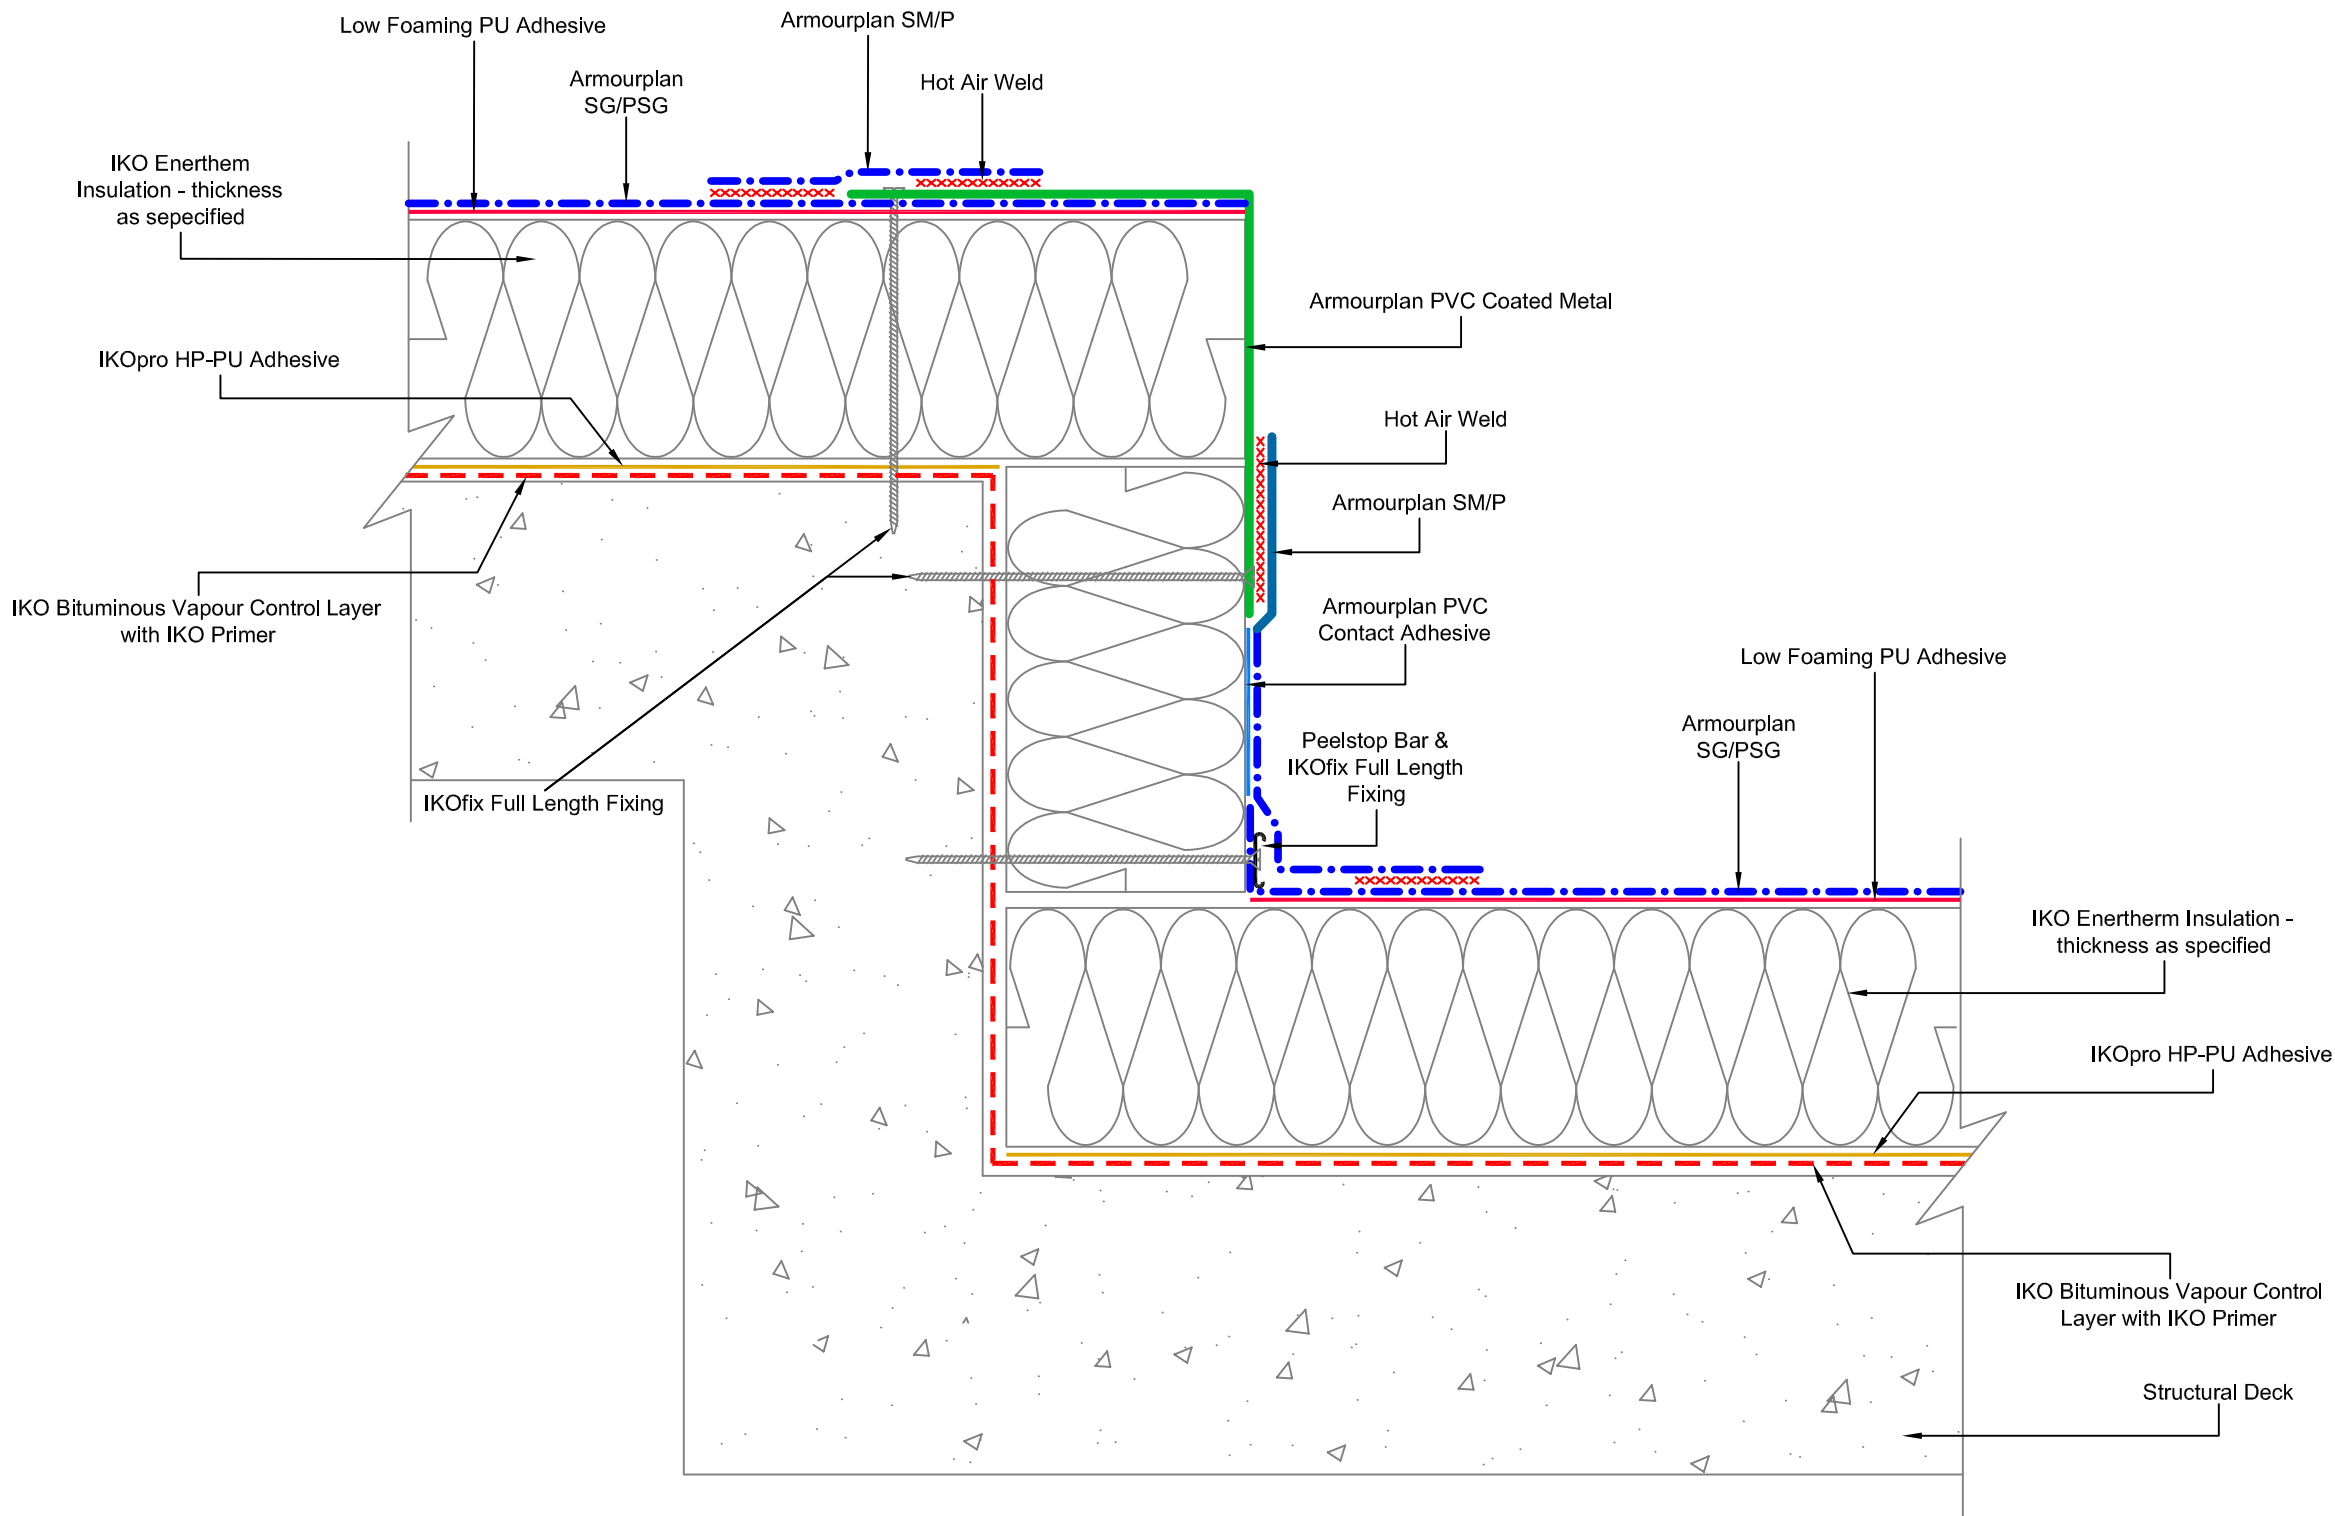 Low Foaming PU Adhesive
Armourplan SM/P
Armourplan
SG/PSG
Hot Air Weld
IKO Enerthem
Insulation - thickness
as sepecified
Armourplan PVC Coated Metal
IKOpro HP-PU Adhesive
Hot Air Weld
Armourplan SM/P
IKO Bituminous Vapour Control Layer
with IKO Primer
Armourplan PVC
Contact Adhesive
Low Foaming PU Adhesive
Armourplan
SG/PSG
Peelstop Bar &
IKOfix Full Length
Fixing
IKOfix Full Length Fixing
IKO Enertherm Insulation -
thickness as specified
IKOpro HP-PU Adhesive
IKO Bituminous Vapour Control
Layer with IKO Primer
Structural Deck